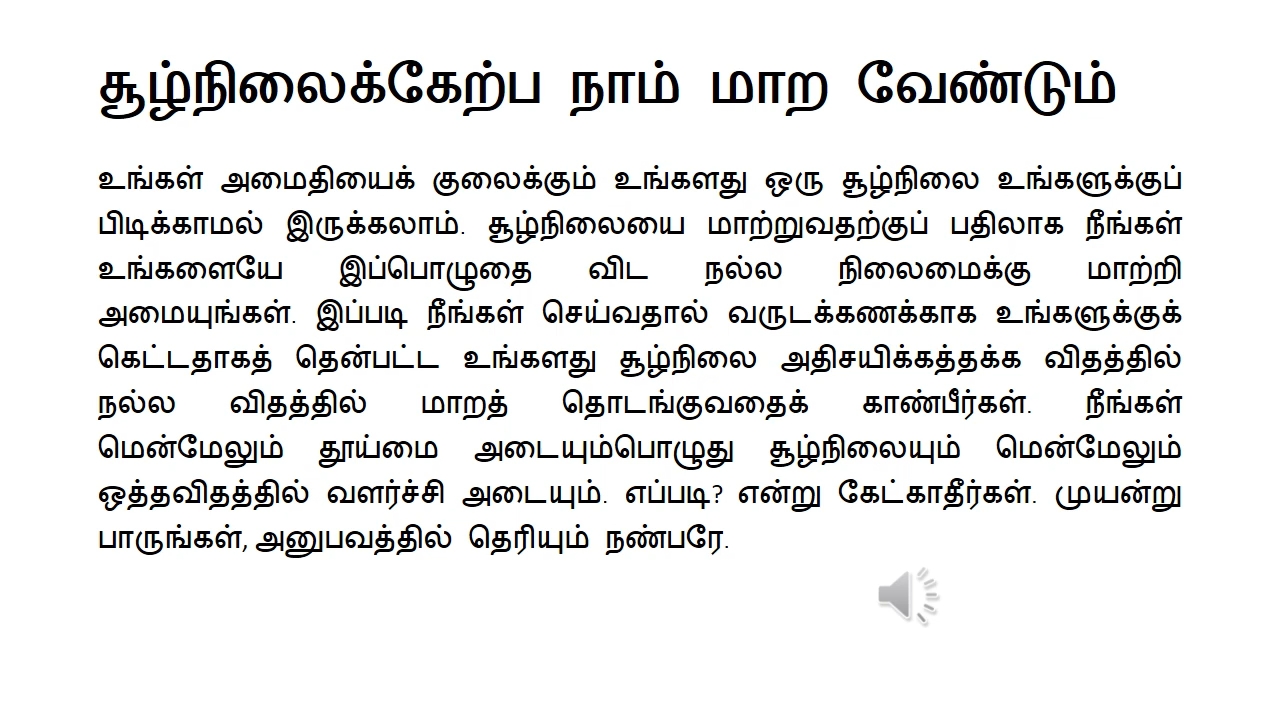 சூழ்நிலைக்கேற்ப நாம் மாற வேண்டும்
உங்கள் அமைதியைக் குலைக்கும் உங்களது ஒரு சூழ்நிலை உங்களுக்குப்
பிடிக்காமல் இருக்கலாம். சூழ்நிலையை மாற்றுவதற்குப் பதிலாக நீங்கள்
உங்களையே இப்பொழுதை விட நல்ல நிலைமைக்கு மாற்றி
அமையுங்கள். இப்படி நீங்கள் செய்வதால் வருடக்கணக்காக உங்களுக்குக்
கெட்டதாகத் தென்பட்ட உங்களது சூழ்நிலை அதிசயிக்கத்தக்க விதத்தில்
நல்ல விதத்தில் மாறத் தொடங்குவதைக் காண்பீர்கள். நீங்கள்
மென்மேலும் தூய்மை அடையும்பொழுது சூழ்நிலையும் மென்மேலும்
ஒத்தவிதத்தில் வளர்ச்சி அடையும். எப்படி? என்று கேட்காதீர்கள். முயன்று
பாருங்கள், அனுபவத்தில் தெரியும் நண்பரே.